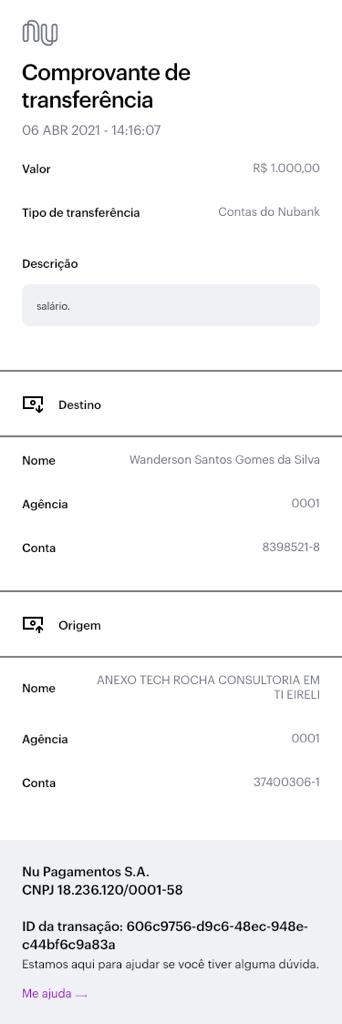 nu
Comprovante de
transferência
06 ABR 2021 - 14:16:07
Valor R$ 1.000,00
Tipo de transferência Contas do Nubank
Descrição
salário.
Destino
Nome Wanderson Santos Gomes da Silva
Agência 0001
Conta 8398521-8
Origem
Nome ANEXO TECH ROCHA CONSULTORIA EM
TI EIRELI
Agência 0001
Conta 37400306-1
Nu Pagamentos S.A.
CNPJ 18.236.120/0001-58
ID da transação: 606c9756-d9c6-48ec-948e-
c44bf6c9a83a
Estamos aqui para ajudar se você tiver alguma dúvida.
Me ajuda →